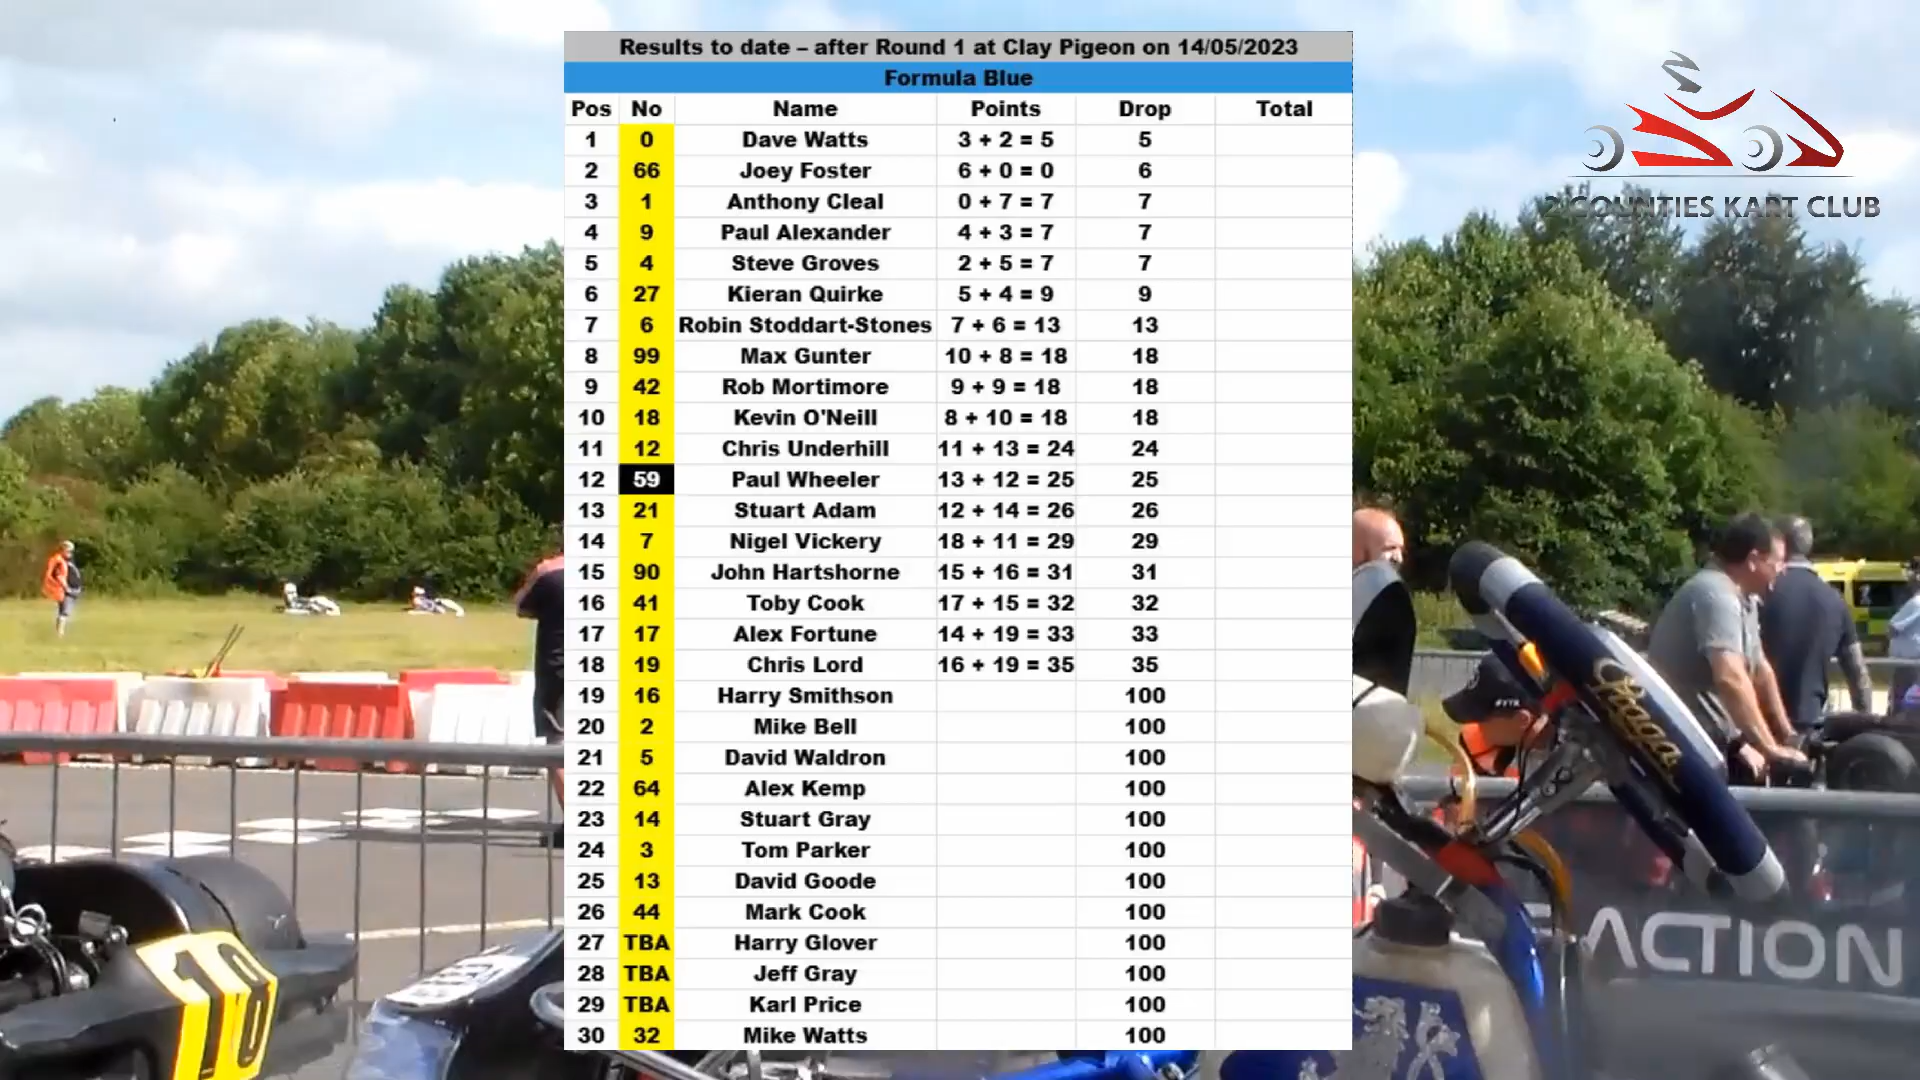 Results to date – after Round 1 at Clay Pigeon on 14/05/2023
Formula Blue
Pos No Name Points Drop Total
1 0 Dave Watts 3 + 2 = 5 5
2 66 Joey Foster 6 + 0 = 0 6
3 1 Anthony Cleal 0 + 7 = 7 7
4 9 Paul Alexander 4 + 3 = 7 7
5 4 Steve Groves 2 + 5 = 7 7
6 27 Kieran Quirke 5 + 4 = 9 9
7 6 Robin Stoddart-Stones 7 + 6 = 13 13
8 99 Max Gunter 10 + 8 = 18 18
9 42 Rob Mortimore 9 + 9 = 18 18
10 18 Kevin O'Neill 8 + 10 = 18 18
11 12 Chris Underhill 11 + 13 = 24 24
12 59 Paul Wheeler 13 + 12 = 25 25
13 21 Stuart Adam 12 + 14 = 26 26
14 7 Nigel Vickery 18 + 11 = 29 29
15 90 John Hartshorne 15 + 16 = 31 31
16 41 Toby Cook 17 + 15 = 32 32
17 17 Alex Fortune 14 + 19 = 33 33
18 19 Chris Lord 16 + 19 = 35 35
19 16 Harry Smithson 100
20 2 Mike Bell 100
21 5 David Waldron 100
22 64 Alex Kemp 100
23 14 Stuart Gray 100
24 3 Tom Parker 100
25 13 David Goode 100
26 44 Mark Cook 100
27 TBA Harry Glover 100
28 TBA Jeff Gray 100
29 TBA Karl Price 100
30 32 Mike Watts 100
2 COUNTIES KART CLUB
ACTION
18